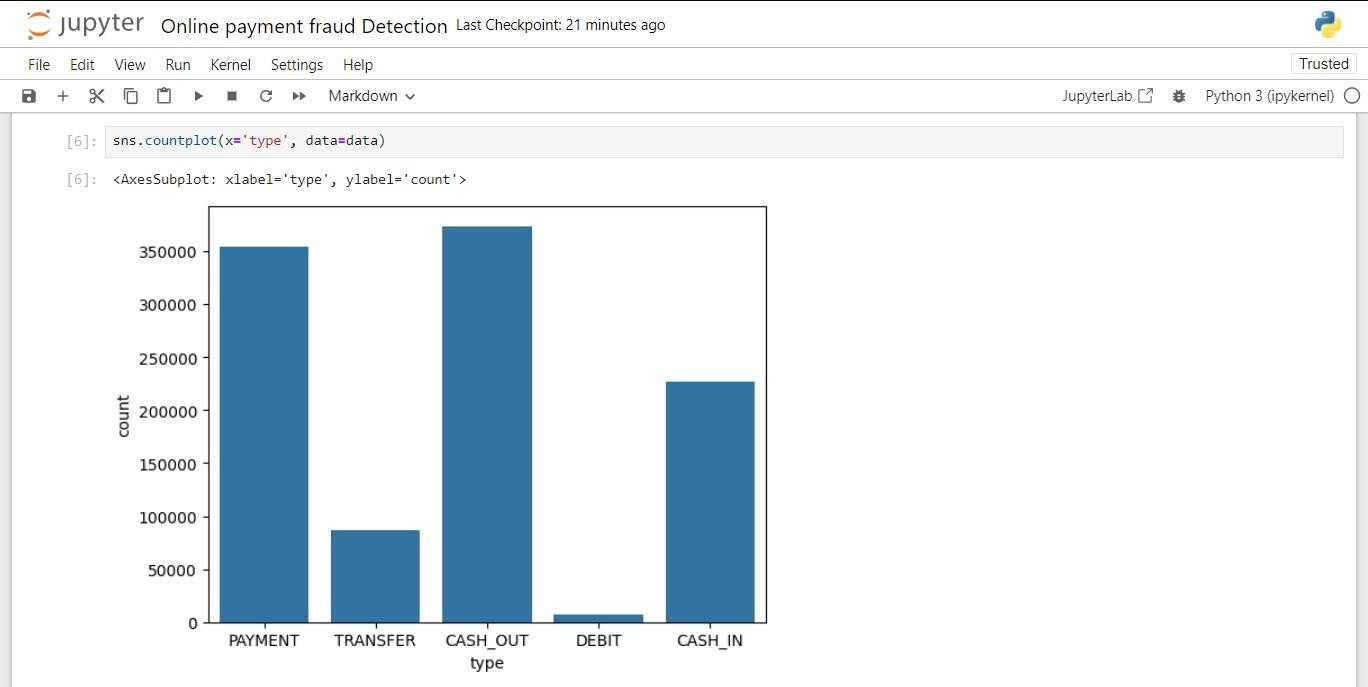 jupyter Online payment fraud Detection Last Checkpoint: 21 minutes ago
File Edit View Run Kernel Settings Help Trusted
Markdown JupyterLab Python 3 (ipykernel)
[6]: sns.countplot(x='type', data=data)
[6]: <AxesSubplot: xlabel='type', ylabel='count'>
350000
300000
250000
200000
150000
100000
50000
0
count
PAYMENT TRANSFER CASH_OUT DEBIT CASH_IN
type